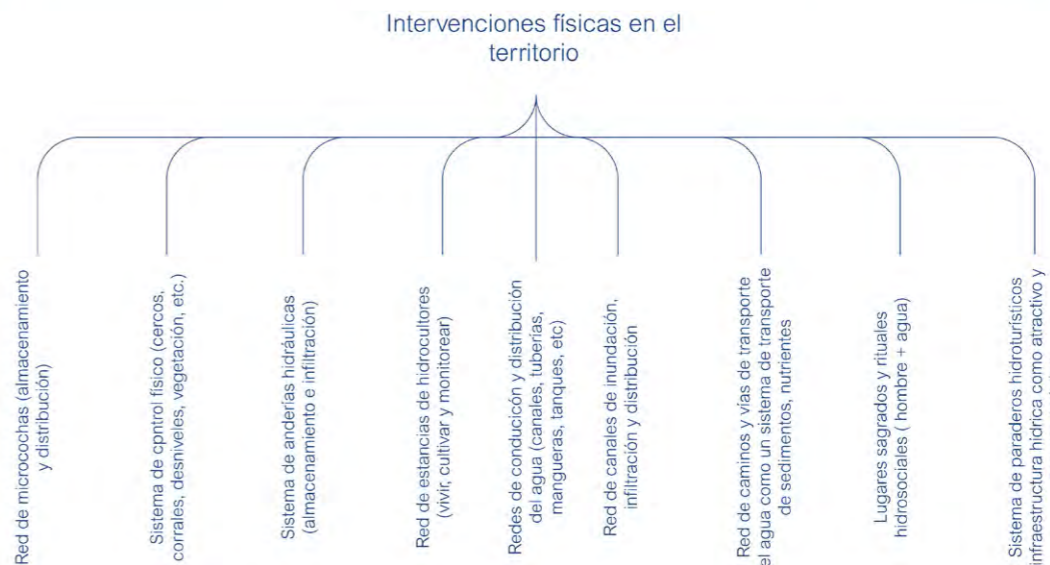 Intervenciones físicas en el
territorio
Red de microcochas (almacenamiento
y distribución)
Sistema de cpntrol físico (cercos,
corrales, desniveles, vegetación, etc.)
Sistema de anderías hidráulicas
(almacenamiento e infiltración)
Red de estancias de hidrocultores
(vivir, cultivar y monitorear)
Redes de conducicón y distribución
del agua (canales, tuberías,
mangueras, tanques, etc)
Red de canales de inundación,
infiltración y distribución
Red de caminos y vías de transporte
el agua como un sistema de transporte
de sedimentos, nutrientes
Lugares sagrados y rituales
hidrosociales ( hombre + agua)
Sistema de paraderos hidroturísticos
infraestructura hídrica como atractivo y